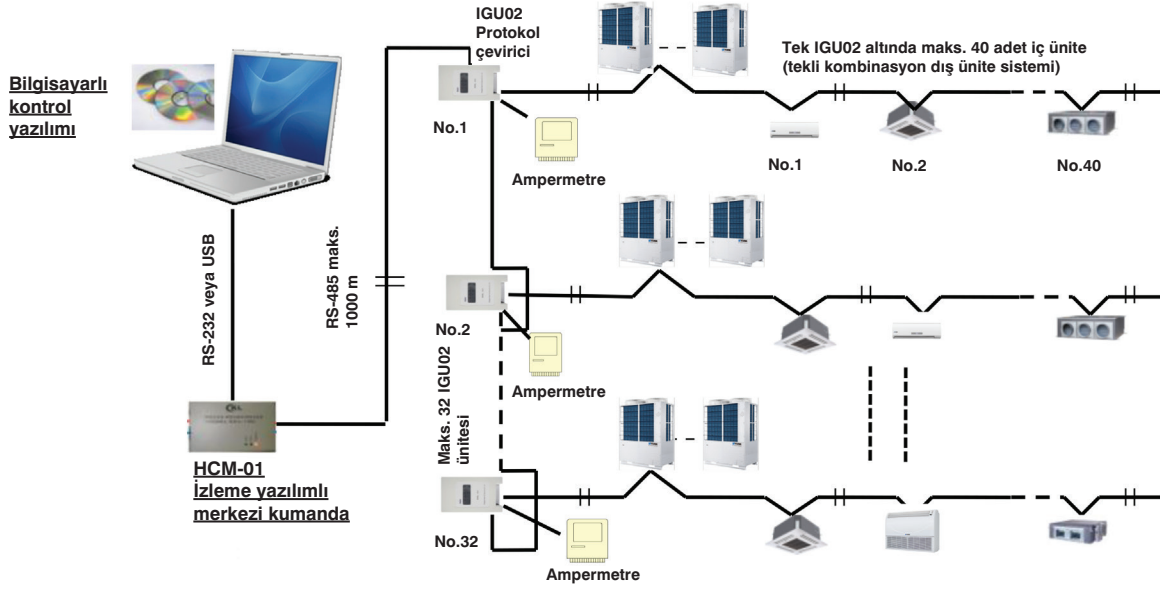 IGU02
Protokol
çevirici
Tek IGU02 altında maks. 40 adet iç ünite
(tekli kombinasyon dış ünite sistemi)
Bilgisayarlı
kontrol
yazılımı
No.1
Ampermetre
No.1
No.2
No.40
RS-232 veya USB
RS-485 maks.
1000 m
No.2
Ampermetre
Maks. 32 IGU02
ünitesi
HCM-01
İzleme yazılımlı
merkezi kumanda
No.32
Ampermetre